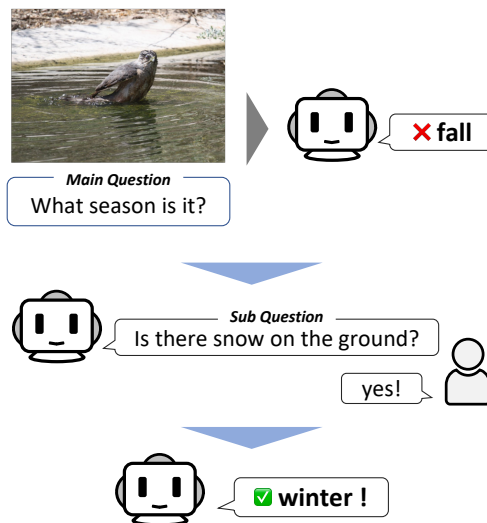 Main Question
What season is it?
❌ fall
Sub Question
Is there snow on the ground?
yes!
✅ winter !